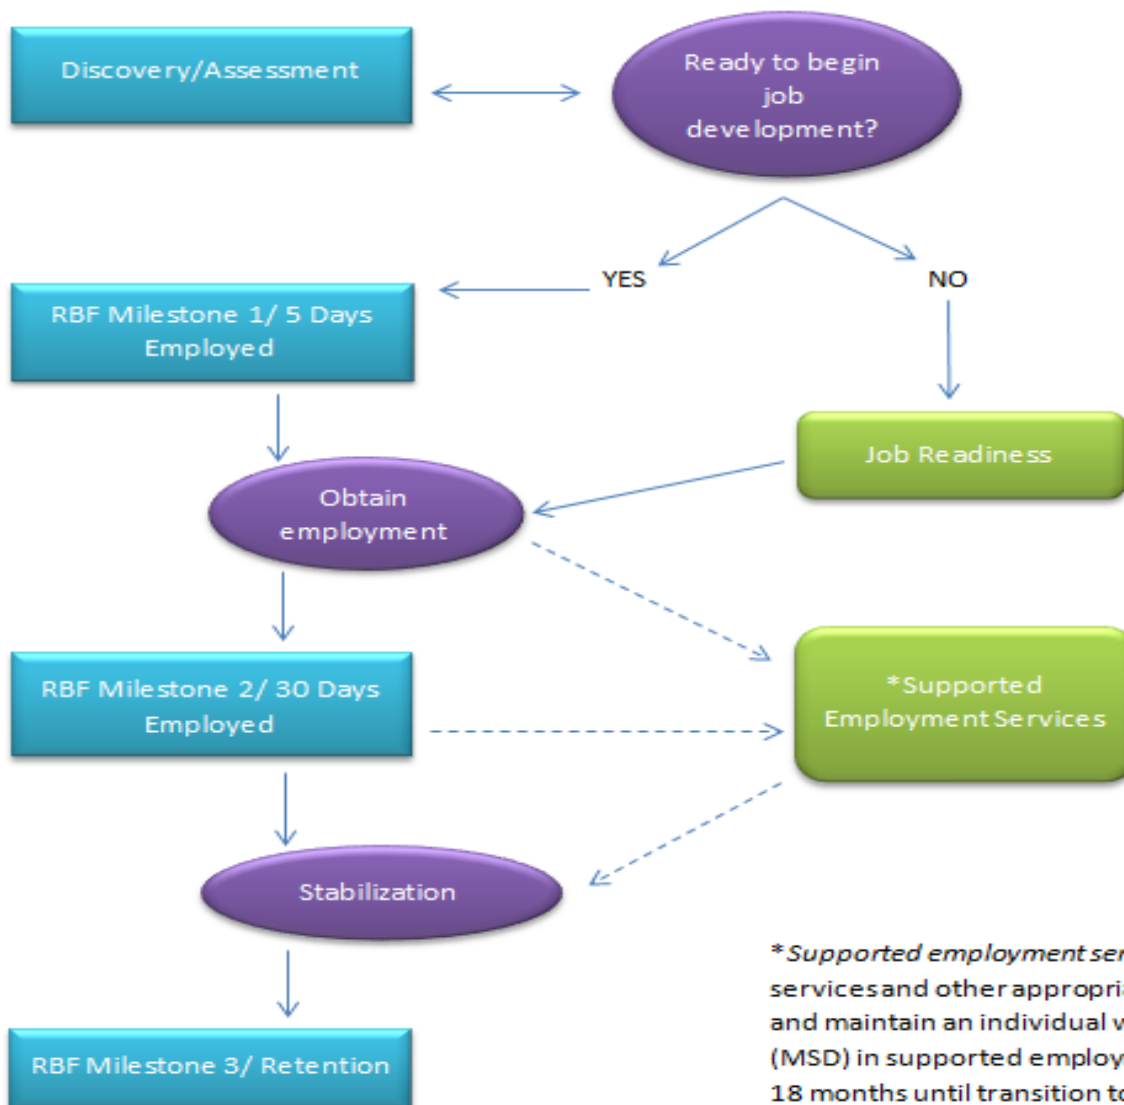 Discovery/Assessment
Ready to begin
job
development?
YES
NO
RBF Milestone 1/ 5 Days
Employed
Job Readiness
Obtain
employment
RBF Milestone 2/ 30 Days
Employed
*Supported
Employment Services
Stabilization
RBF Milestone 3/ Retention
*Supported employment
services and other
and maintain an individual
(MSD) in supported
18 months until transition to